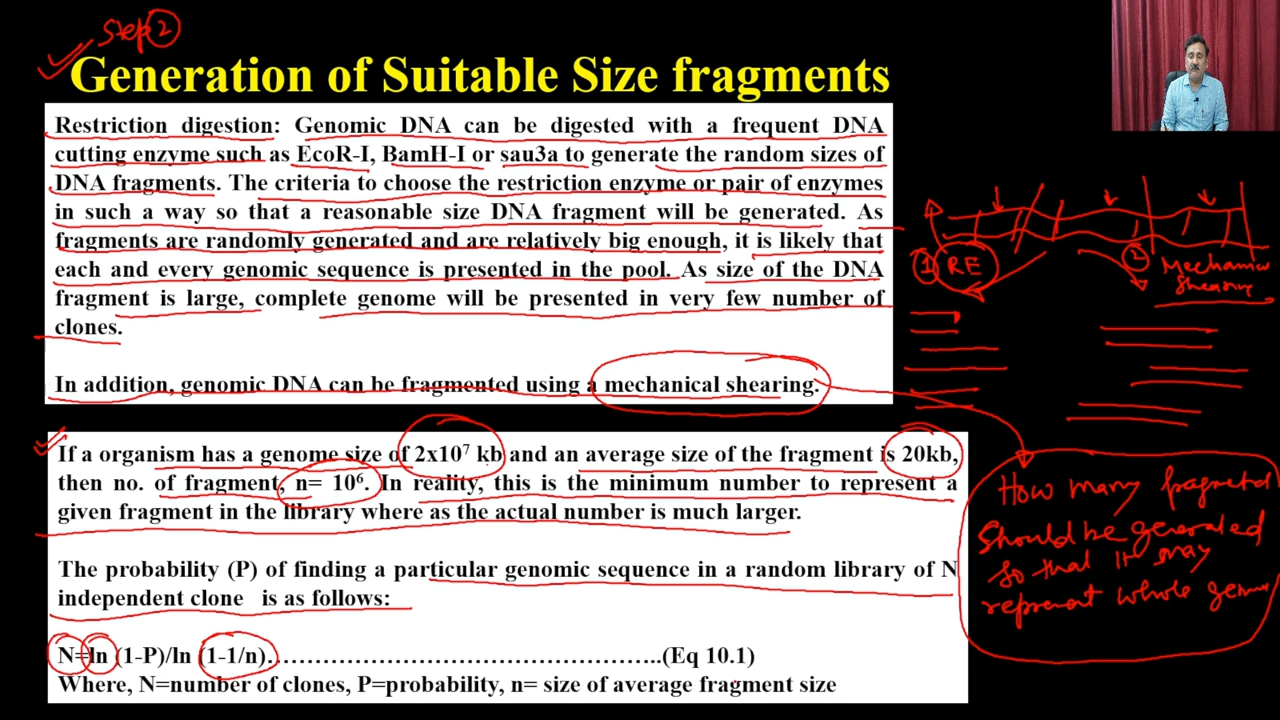 Step 2
Generation of Suitable Size fragments
Restriction digestion: Genomic DNA can be digested with a frequent DNA
cutting enzyme such as EcoR-I, BamH-I or sau3a to generate the random sizes of
DNA fragments. The criteria to choose the restriction enzyme or pair of enzymes
in such a way so that a reasonable size DNA fragment will be generated. As
fragments are randomly generated and are relatively big enough, it is likely that
each and every genomic sequence is presented in the pool. As size of the DNA
fragment is large, complete genome will be presented in very few number of
clones.
In addition, genomic DNA can be fragmented using a mechanical shearing.
If a organism has a genome size of 2x10⁷ kb and an average size of the fragment is 20kb,
then no. of fragment, n= 10⁶. In reality, this is the minimum number to represent a
given fragment in the library where as the actual number is much larger.
The probability (P) of finding a particular genomic sequence in a random library of N
independent clone is as follows:
N=ln (1-P)/ln (1-1/n)……………………………………………..(Eq 10.1)
Where, N=number of clones, P=probability, n= size of average fragment size
1 RE
2
Shearing
How many
should be generated
so that it may
represent whole